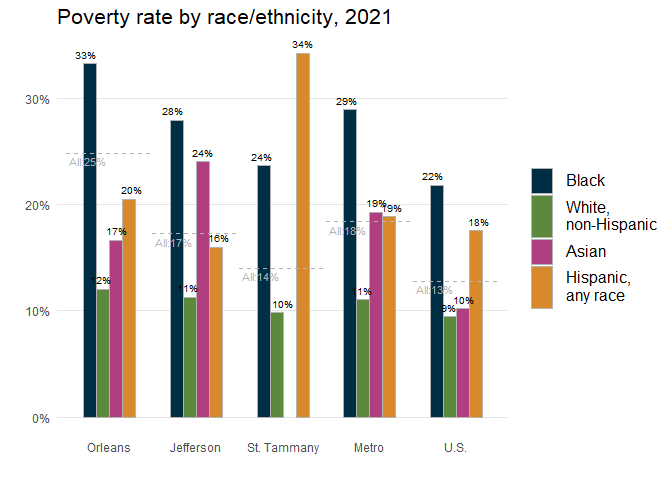 Poverty rate by race/ethnicity, 2021
34%
33%
29%
28%
24%
24%
22%
20%
19%
19%
18%
17%
16%
12%
11%
10%
11%
9%
10%
All:25%
All:17%
All:14%
All:18%
All:13%
30%
20%
10%
0%
Orleans
Jefferson
St. Tammany
Metro
U.S.
Black
White,
non-Hispanic
Asian
Hispanic,
any race